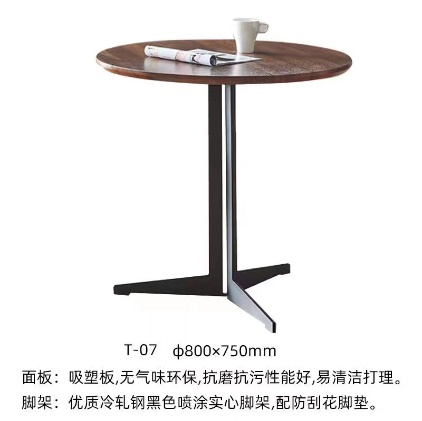 T-07 ф800×750mm
面板：吸塑板,无气味环保,抗磨抗污性能好,易清洁打理。
脚架：优质冷轧钢黑色喷涂实心脚架,配防刮花脚垫。